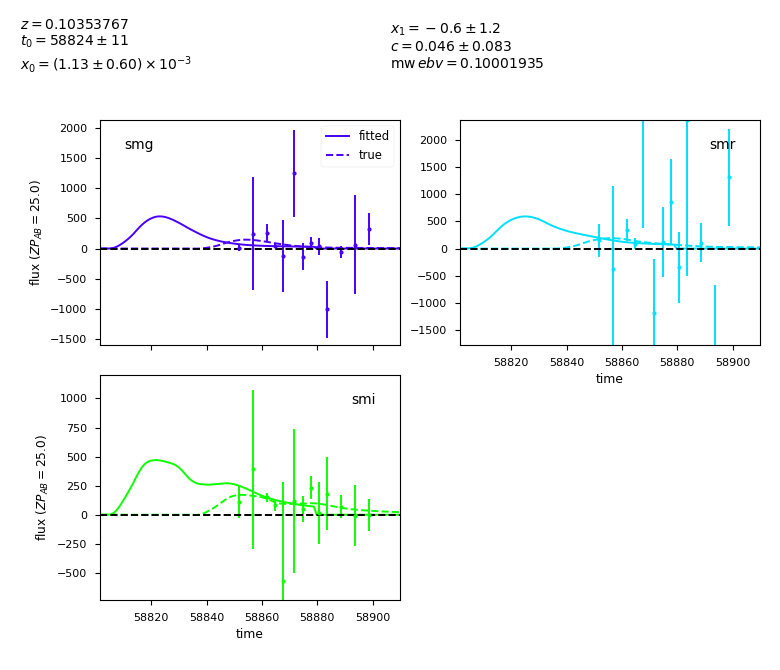 z = 0.10353767
t₀ = 58824 ± 11
x₀ = (1.13 ± 0.60) × 10⁻³
x₁ = −0.6 ± 1.2
c = 0.046 ± 0.083
mw ebv = 0.10001935
smg
fitted
true
2000
1500
1000
500
0
−500
−1000
−1500
flux (ZP_AB = 25.0)
smr
2000
1500
1000
500
0
−500
−1000
−1500
58820 58840 58860 58880 58900
time
smi
1000
750
500
250
0
−250
−500
flux (ZP_AB = 25.0)
58820 58840 58860 58880 58900
time